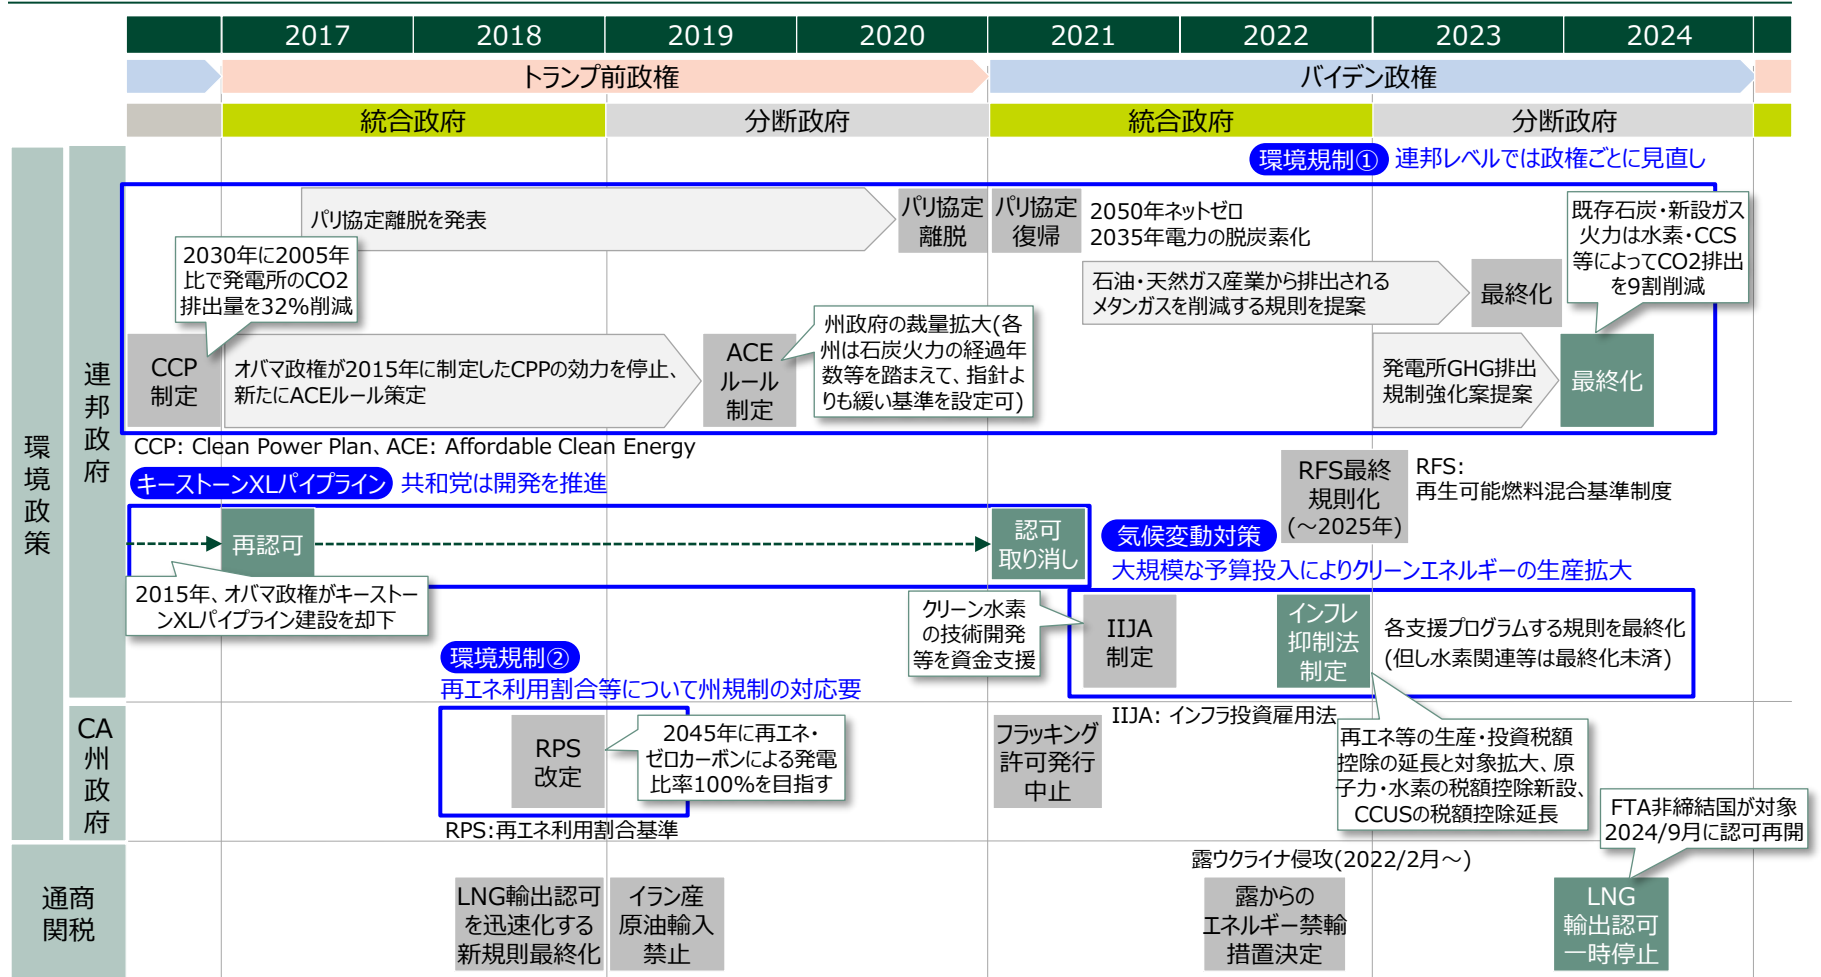 2017
2018
2019
2020
2021
2022
2023
2024
トランプ前政権
バイデン政権
統合政府
分断政府
統合政府
分断政府
環境政策
連邦政府
環境規制① 連邦レベルでは政権ごとに見直し
パリ協定離脱を発表
パリ協定
離脱
パリ協定
復帰
2050年ネットゼロ
2035年電力の脱炭素化
既存石炭・新設ガス
火力は水素・CCS
等によってCO2排出
を9割削減
2030年に2005年
比で発電所のCO2
排出量を32%削減
石油・天然ガス産業から排出される
メタンガスを削減する規則を提案
最終化
CCP
制定
オバマ政権が2015年に制定したCPPの効力を停止、
新たにACEルール策定
ACE
ルール
制定
州政府の裁量拡大(各
州は石炭火力の経過年
数等を踏まえて、指針よ
りも緩い基準を設定可)
発電所GHG排出
規制強化案提案
最終化
CCP: Clean Power Plan、ACE: Affordable Clean Energy
キーストーンXLパイプライン 共和党は開発を推進
RFS最終
規則化
(～2025年)
RFS:
再生可能燃料混合基準制度
再認可
認可
取り消し
2015年、オバマ政権がキーストー
ンXLパイプライン建設を却下
気候変動対策
大規模な予算投入によりクリーンエネルギーの生産拡大
クリーン水素
の技術開発
等を資金支援
IIJA
制定
インフレ
抑制法
制定
各支援プログラムする規則を最終化
(但し水素関連等は最終化未済)
IIJA: インフラ投資雇用法
再エネ等の生産・投資税額
控除の延長と対象拡大、原
子力・水素の税額控除新設、
CCUSの税額控除延長
環境規制②
再エネ利用割合等について州規制の対応要
CA
州政府
RPS
改定
2045年に再エネ・
ゼロカーボンによる発電
比率100%を目指す
RPS:再エネ利用割合基準
フラッキング
許可発行
中止
通商
関税
LNG輸出認可
を迅速化する
新規則最終化
イラン産
原油輸入
禁止
露ウクライナ侵攻(2022/2月～)
露からの
エネルギー禁輸
措置決定
FTA非締結国が対象
2024/9月に認可再開
LNG
輸出認可
一時停止